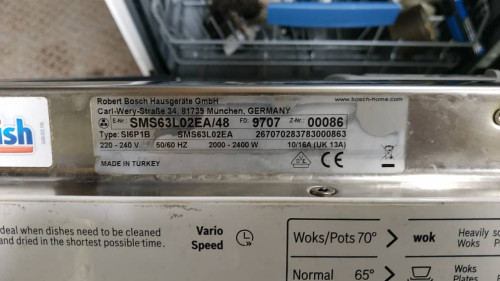 Robert Bosch Hausgeräte GmbH
Carl-Wery-Straße 34, 81739 München, GERMANY
www.bosch-home.com
E-Nr. SMS63L02EA/48 FD: 9707 Z-Nr.: 00086
Type: SI6P1B SMS63L02EA 267070283783000863
220 - 240 V 50/60 HZ 2000 - 2400 W 10/16A (UK 13A)
MADE IN TURKEY
CE
ish
deal when dishes need to be cleaned
and dried in the shortest possible time.
Vario
Speed
Woks/Pots 70°
wok
Heavily s
Woks P
Normal 65°
Woks
Plates